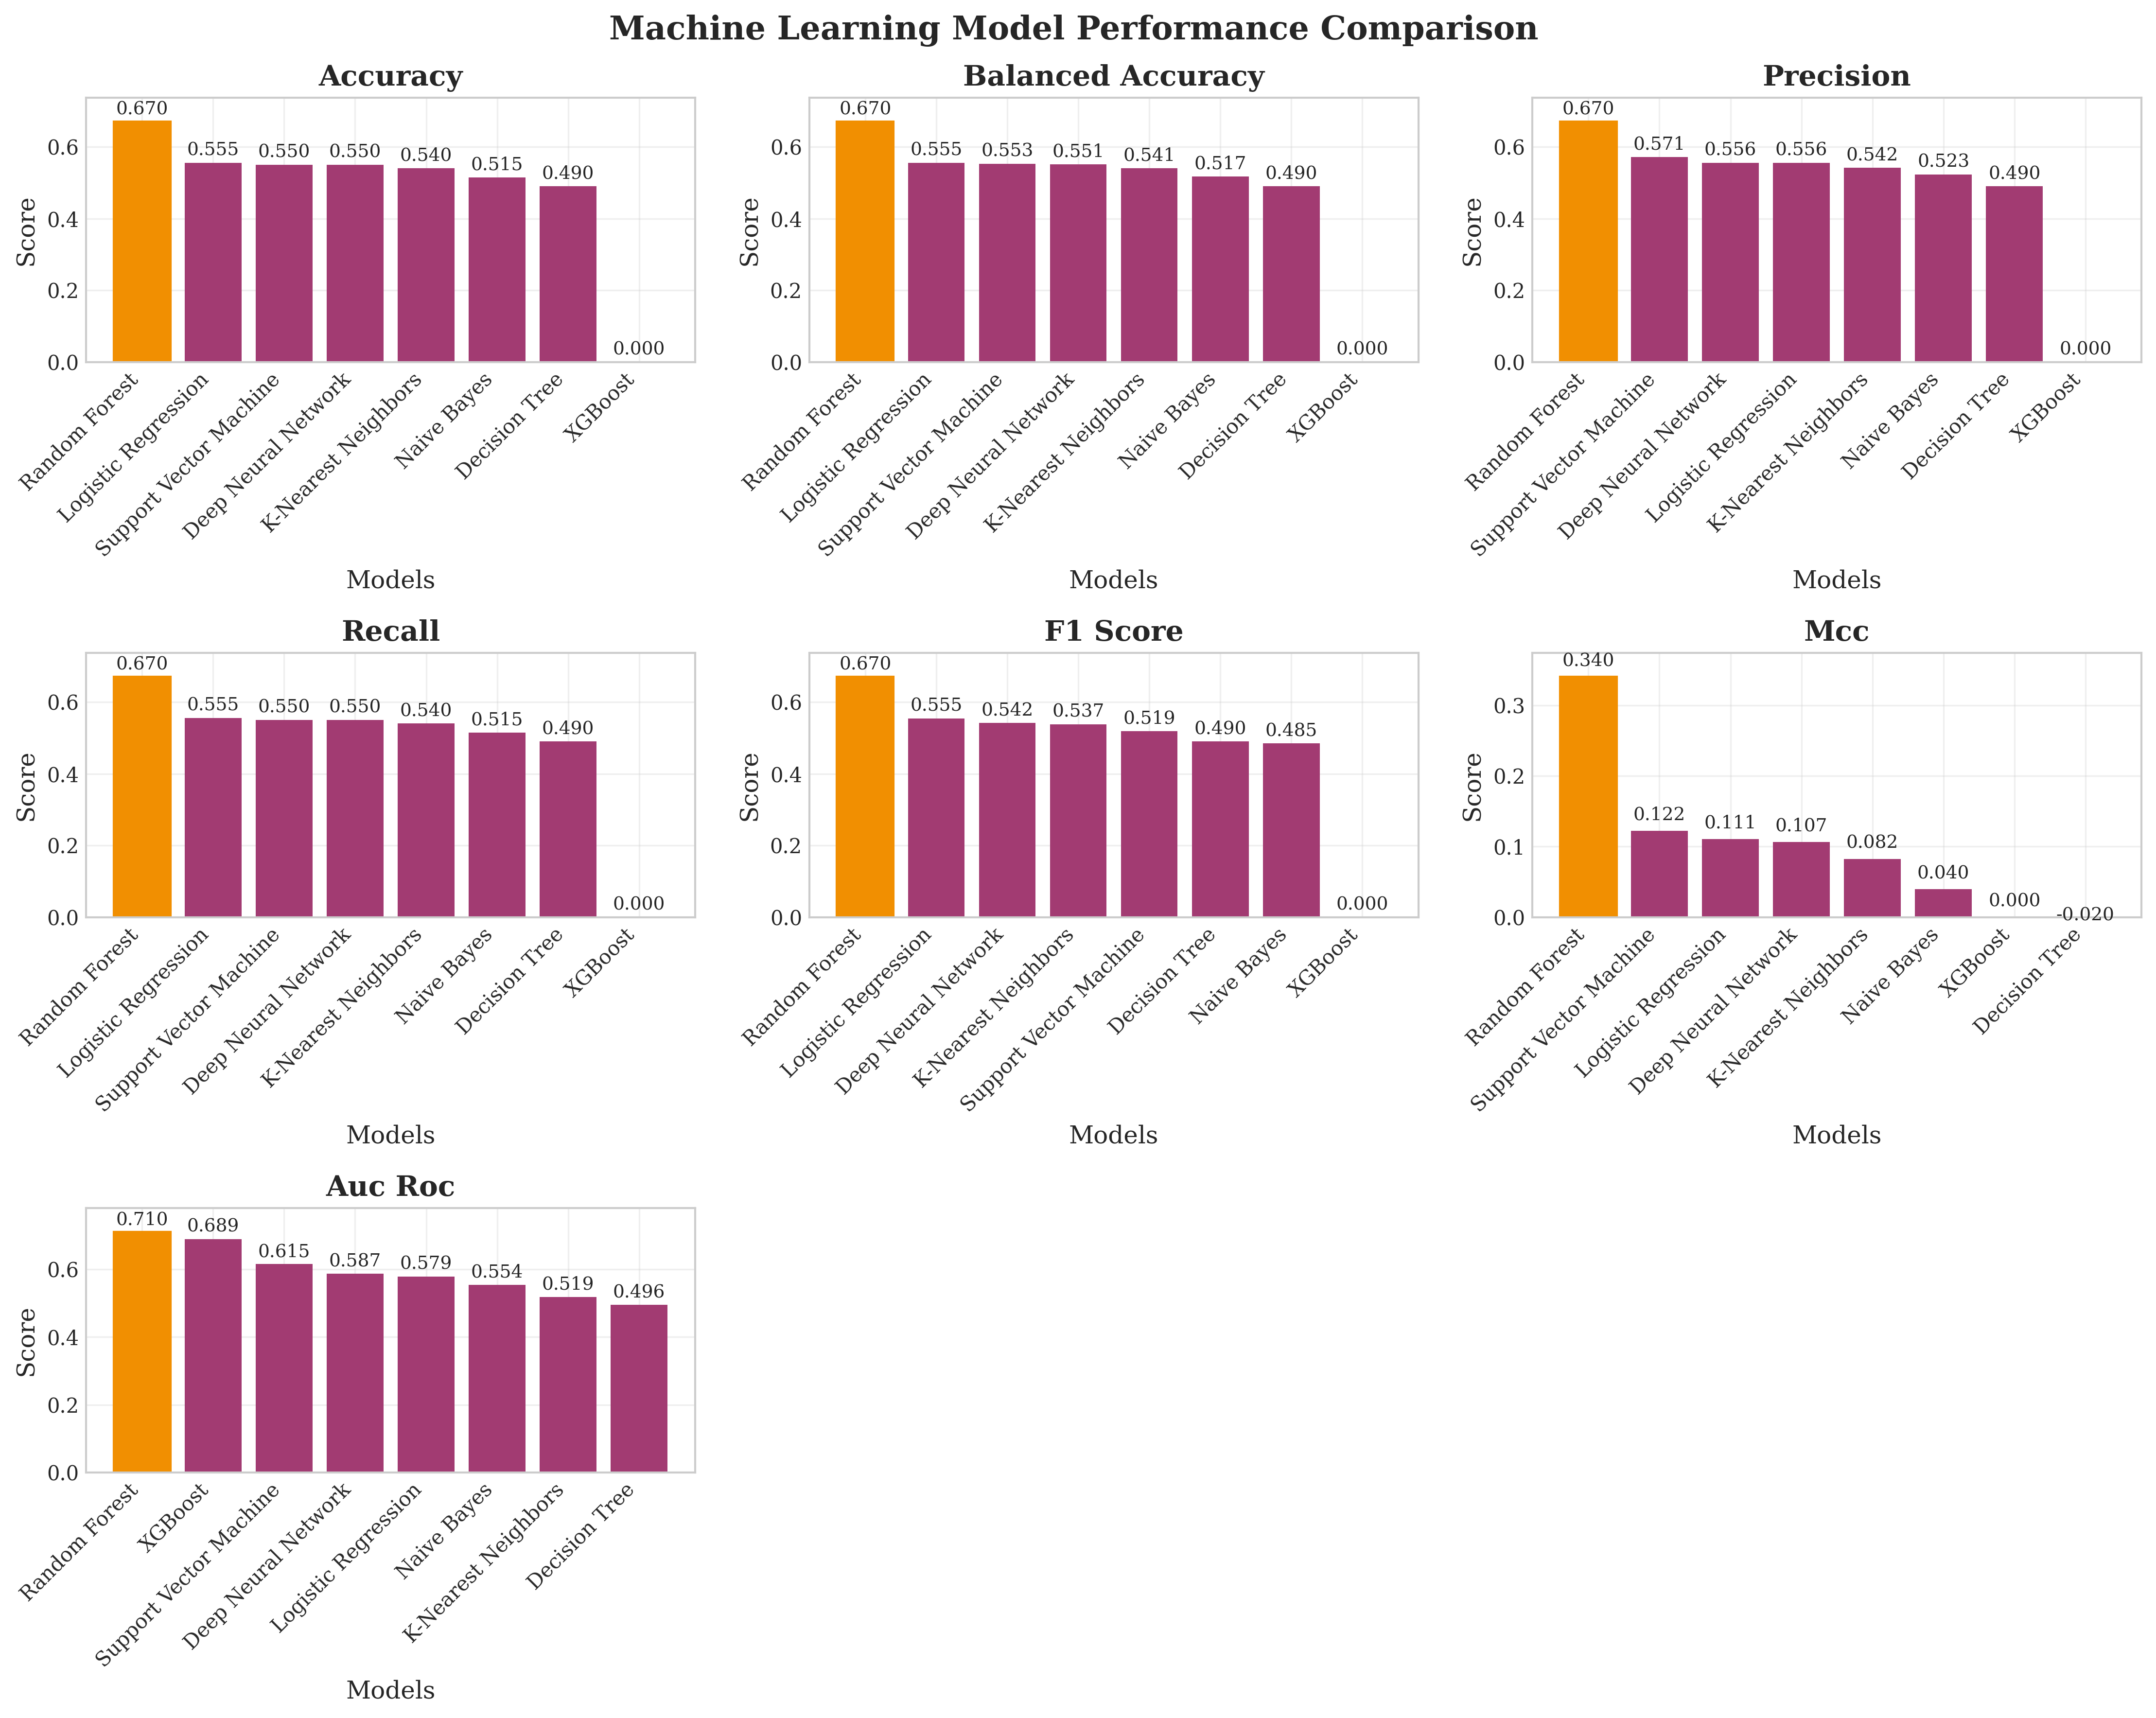 Machine Learning Model Performance Comparison
Accuracy
Score
0.6
0.4
0.2
0.0
0.670
0.555
0.550
0.550
0.540
0.515
0.490
0.000
Random Forest
Logistic Regression
Support Vector Machine
Deep Neural Network
K-Nearest Neighbors
Naive Bayes
Decision Tree
XGBoost
Models
Balanced Accuracy
Score
0.6
0.4
0.2
0.0
0.670
0.555
0.553
0.551
0.541
0.517
0.490
0.000
Random Forest
Logistic Regression
Support Vector Machine
Deep Neural Network
K-Nearest Neighbors
Naive Bayes
Decision Tree
XGBoost
Models
Precision
Score
0.6
0.4
0.2
0.0
0.670
0.571
0.556
0.556
0.542
0.523
0.490
0.000
Random Forest
Support Vector Machine
Deep Neural Network
Logistic Regression
K-Nearest Neighbors
Naive Bayes
Decision Tree
XGBoost
Models
Recall
Score
0.6
0.4
0.2
0.0
0.670
0.555
0.550
0.550
0.540
0.515
0.490
0.000
Random Forest
Logistic Regression
Support Vector Machine
Deep Neural Network
K-Nearest Neighbors
Naive Bayes
Decision Tree
XGBoost
Models
F1 Score
Score
0.6
0.4
0.2
0.0
0.670
0.555
0.542
0.537
0.519
0.490
0.485
0.000
Random Forest
Logistic Regression
Deep Neural Network
K-Nearest Neighbors
Support Vector Machine
Decision Tree
Naive Bayes
XGBoost
Models
Mcc
Score
0.3
0.2
0.1
0.0
0.340
0.122
0.111
0.107
0.082
0.040
0.000
-0.020
Random Forest
Support Vector Machine
Logistic Regression
Deep Neural Network
K-Nearest Neighbors
Naive Bayes
XGBoost
Decision Tree
Models
Auc Roc
Score
0.6
0.4
0.2
0.0
0.710
0.689
0.615
0.587
0.579
0.554
0.519
0.496
Random Forest
XGBoost
Support Vector Machine
Deep Neural Network
Logistic Regression
Naive Bayes
K-Nearest Neighbors
Decision Tree
Models